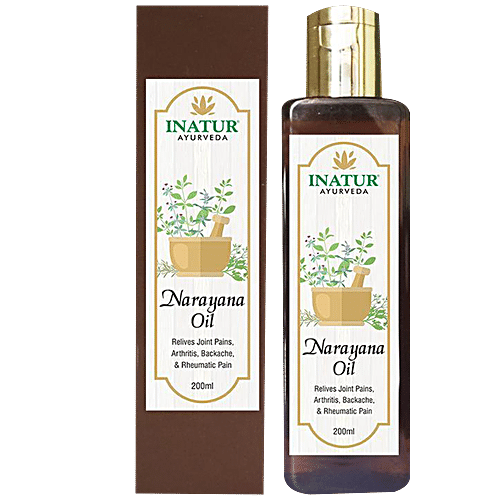 INATUR®
AYURVEDA
Narayana
Oil
Relives Joint Pains,
Arthritis, Backache,
& Rheumatic Pain
200ml
INATUR®
AYURVEDA
Narayana
Oil
Relives Joint Pains,
Arthritis, Backache,
& Rheumatic Pain
200ml